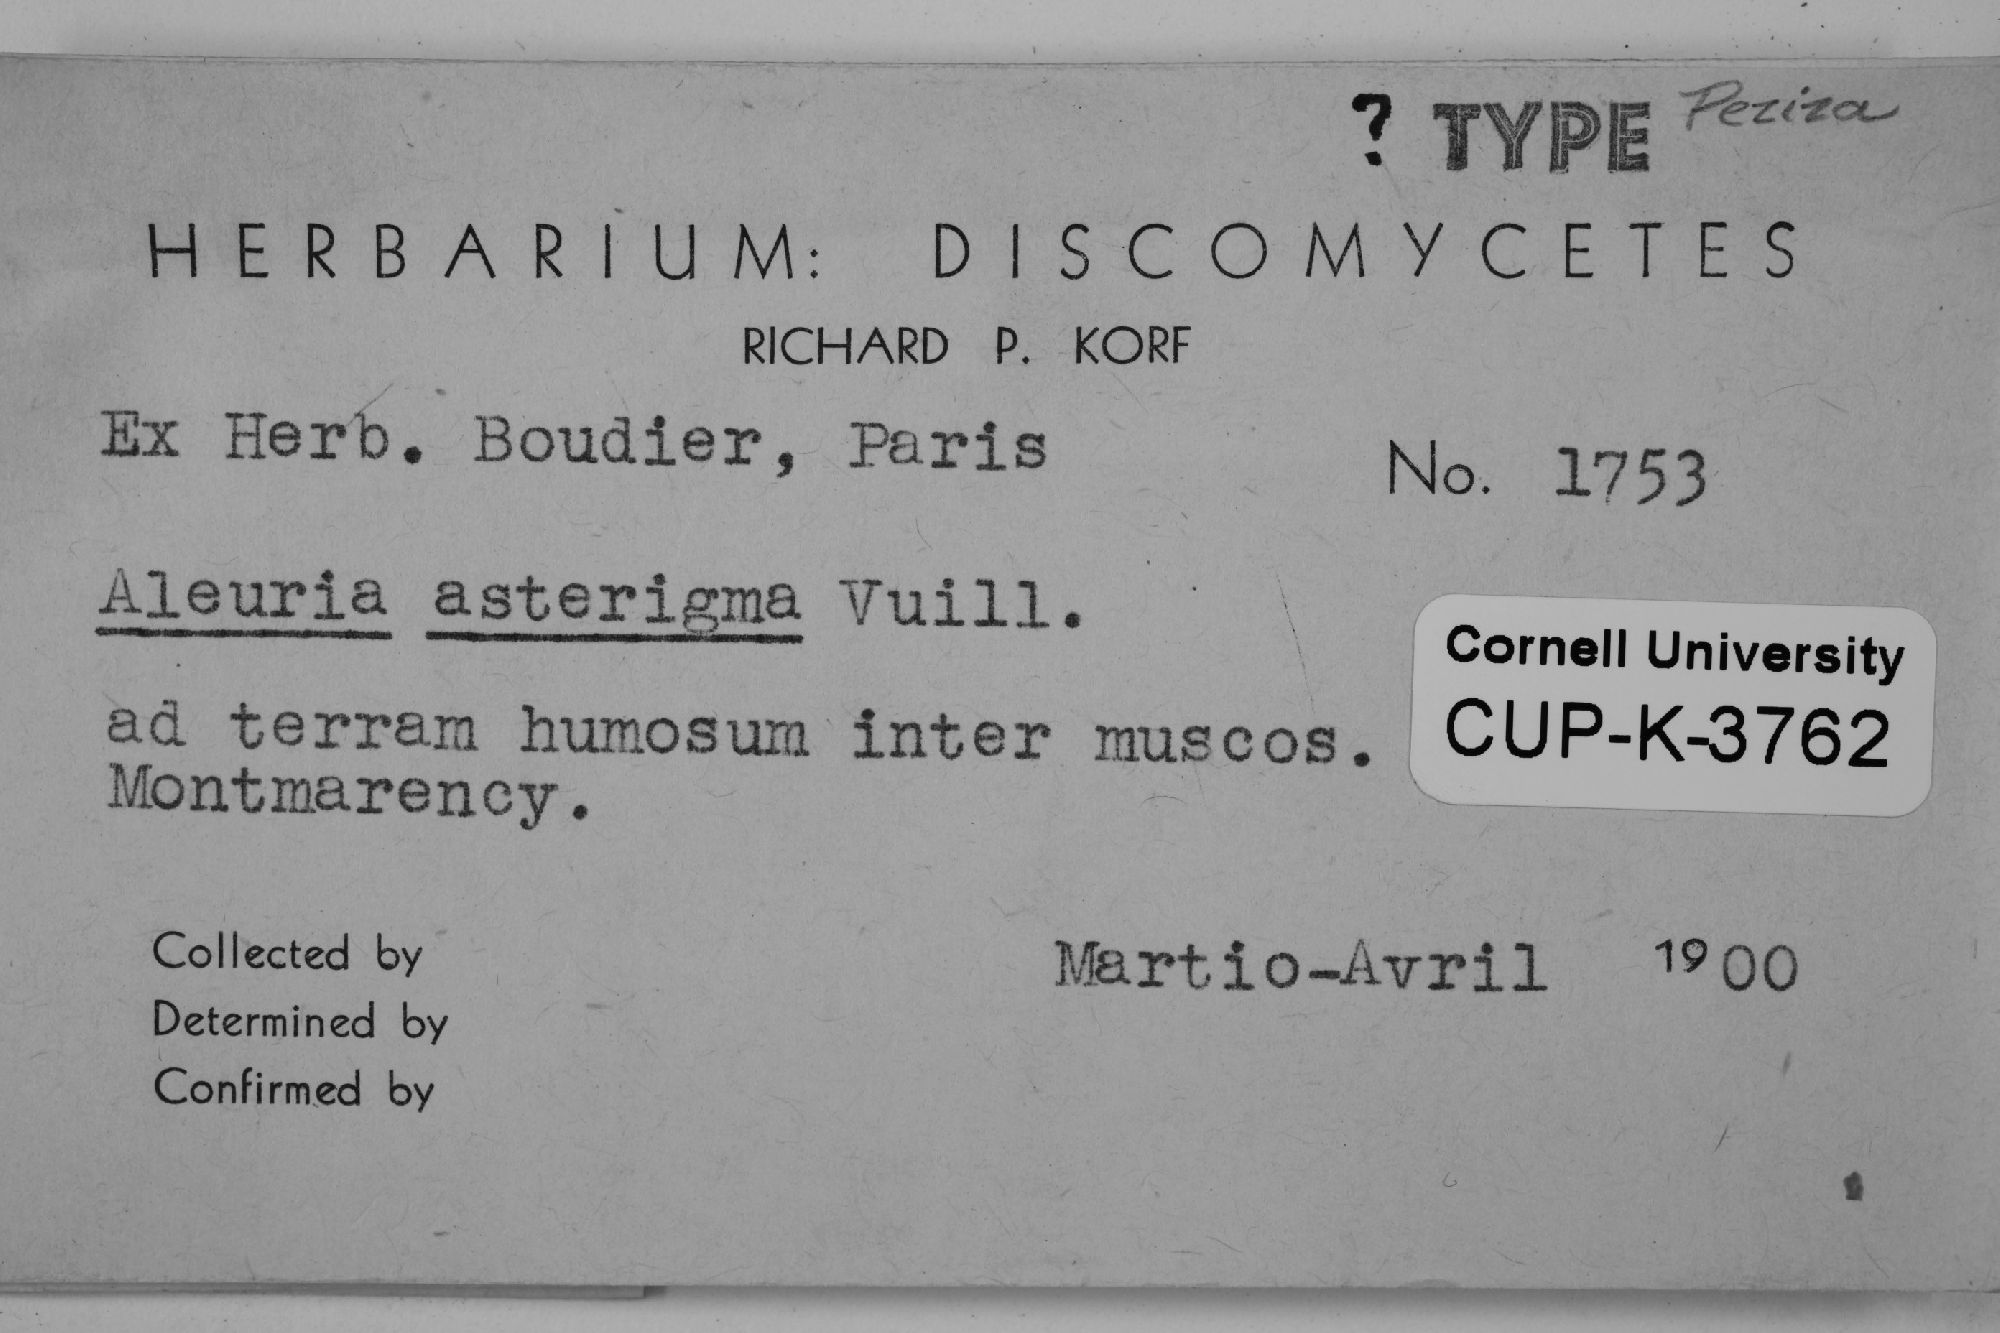 ? TYPE Peziza
HERBARIUM: DISCOMYCETES
RICHARD P. KORF
Ex Herb. Boudier, Paris
No. 1753
Aleuria asterigma Vuill.
Cornell University
CUP-K-3762
ad terram humosum inter muscos.
Montmarency.
Collected by
Martio-Avril 1900
Determined by
Confirmed by